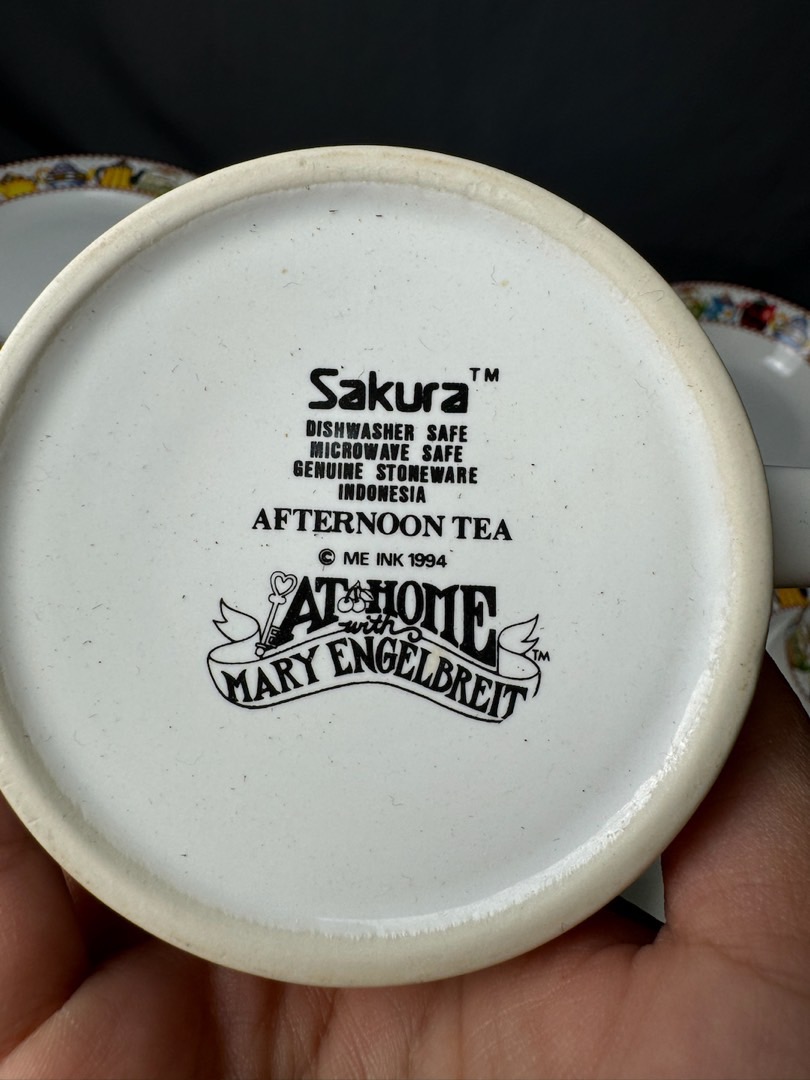 Sakura™
DISHWASHER SAFE
MICROWAVE SAFE
GENUINE STONEWARE
INDONESIA
AFTERNOON TEA
© ME INK 1994
AT HOME
with
MARY ENGELBREIT™